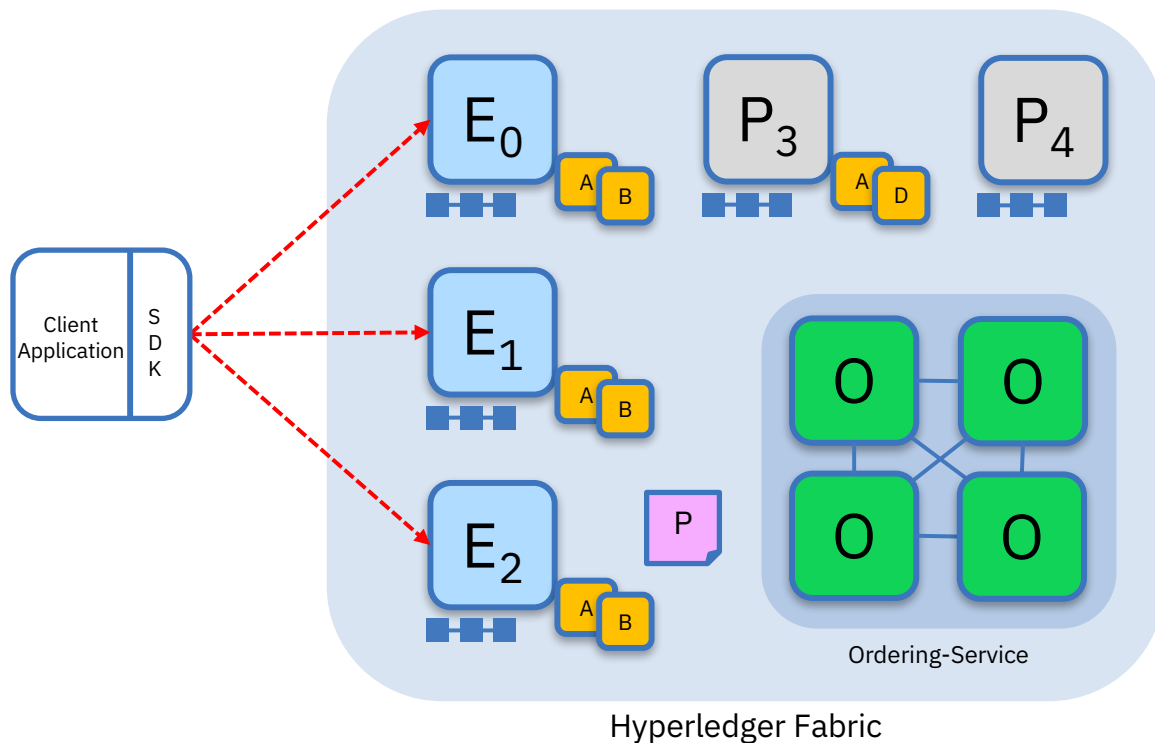 E0
A
B
P3
A
D
P4
Client
Application
S
D
K
E1
A
B
O
O
O
O
E2
A
B
P
Ordering-Service
Hyperledger Fabric